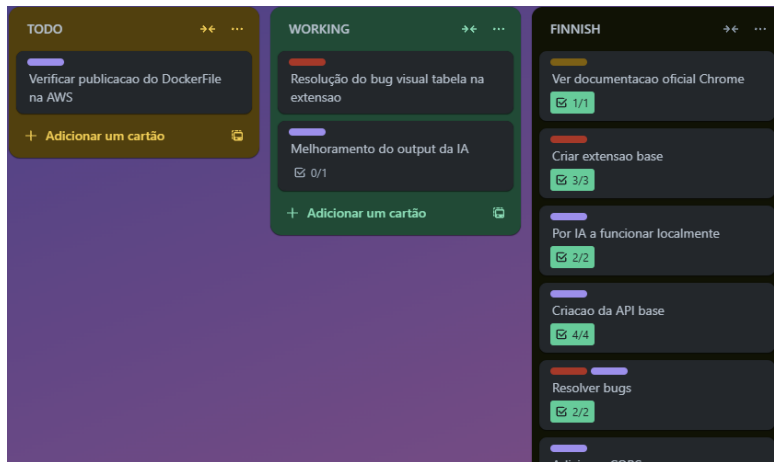 TODO
Verificar publicacao do DockerFile
na AWS
Adicionar um cartão
WORKING
Resolução do bug visual tabela na
extensao
Melhoramento do output da IA
0/1
Adicionar um cartão
FINNISH
Ver documentacao oficial Chrome
1/1
Criar extensao base
3/3
Por IA a funcionar localmente
2/2
Criacao da API base
4/4
Resolver bugs
2/2